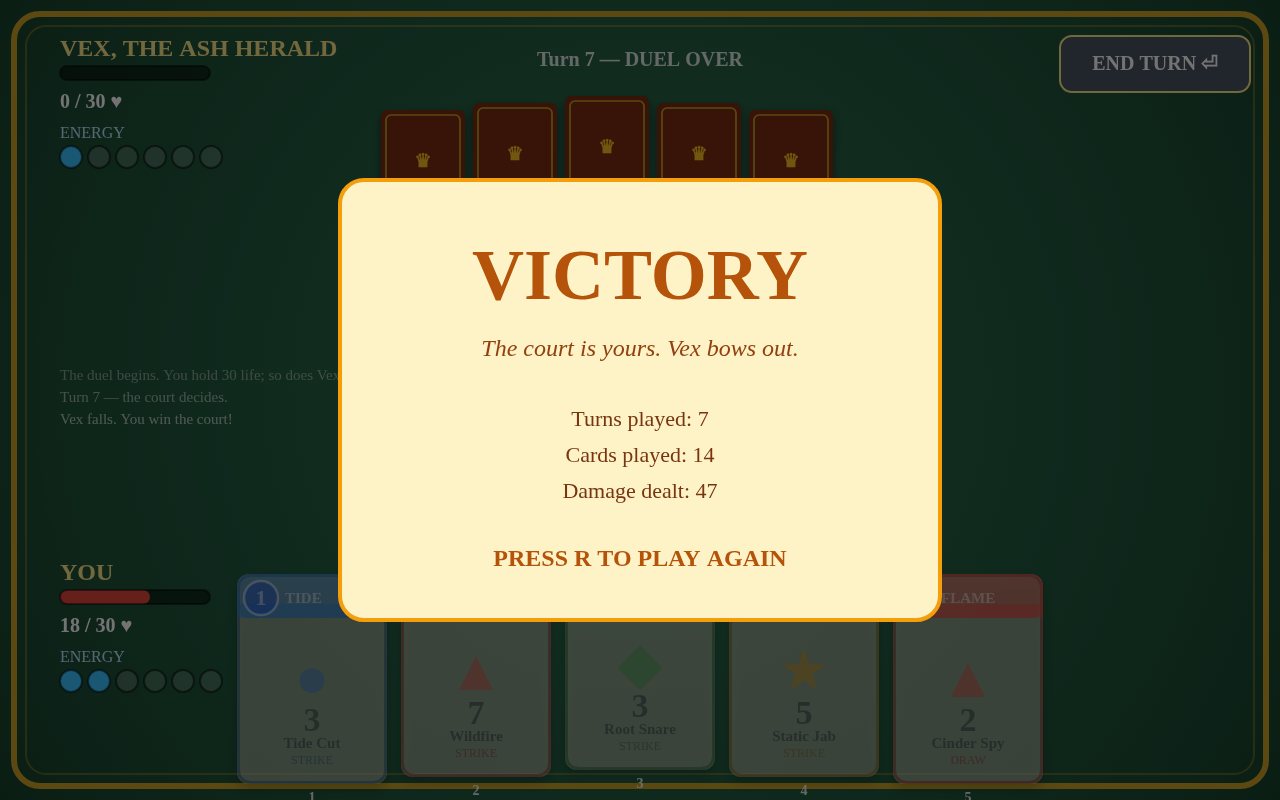 VEX, THE ASH HERALD
0 / 30 ♥
ENERGY
Turn 7 — DUEL OVER
END TURN ⏎
VICTORY
The court is yours. Vex bows out.
Turns played: 7
Cards played: 14
Damage dealt: 47
PRESS R TO PLAY AGAIN
The duel begins. You hold 30 life; so does Vex
Turn 7 — the court decides.
Vex falls. You win the court!
YOU
18 / 30 ♥
ENERGY
1 TIDE
3
Tide Cut
STRIKE
1
7
Wildfire
STRIKE
2
3
Root Snare
STRIKE
3
5
Static Jab
STRIKE
4
FLAME
2
Cinder Spy
DRAW
5